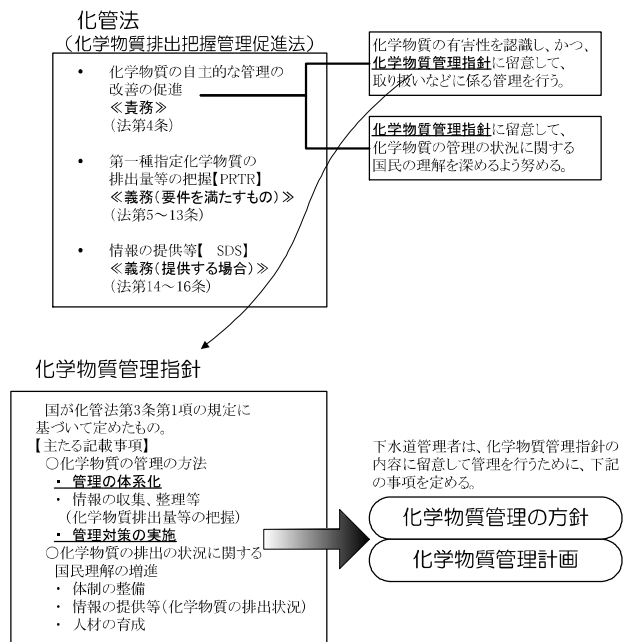 化管法
（化学物質排出把握管理促進法）
• 化学物質の自主的な管理の
改善の促進
≪責務≫
（法第4条）
• 第一種指定化学物質の
排出量等の把握【PRTR】
≪義務（要件を満たすもの）≫
（法第5～13条）
• 情報の提供等【 SDS】
≪義務（提供する場合）≫
（法第14～16条）
化学物質の有害性を認識し、かつ、
化学物質管理指針に留意して、
取り扱いなどに係る管理を行う。
化学物質管理指針に留意して、
化学物質の管理の状況に関する
国民の理解を深めるよう努める。
化学物質管理指針
国が化管法第3条第1項の規定に
基づいて定めたもの。
【主たる記載事項】
○化学物質の管理の方法
・ 管理の体系化
・ 情報の収集、整理等
（化学物質排出量等の把握）
・ 管理対策の実施
○化学物質の排出の状況に関する
国民理解の増進
・ 体制の整備
・ 情報の提供等（化学物質の排出状況）
・ 人材の育成
下水道管理者は、化学物質管理指針の
内容に留意して管理を行うために、下記
の事項を定める。
化学物質管理の方針
化学物質管理計画